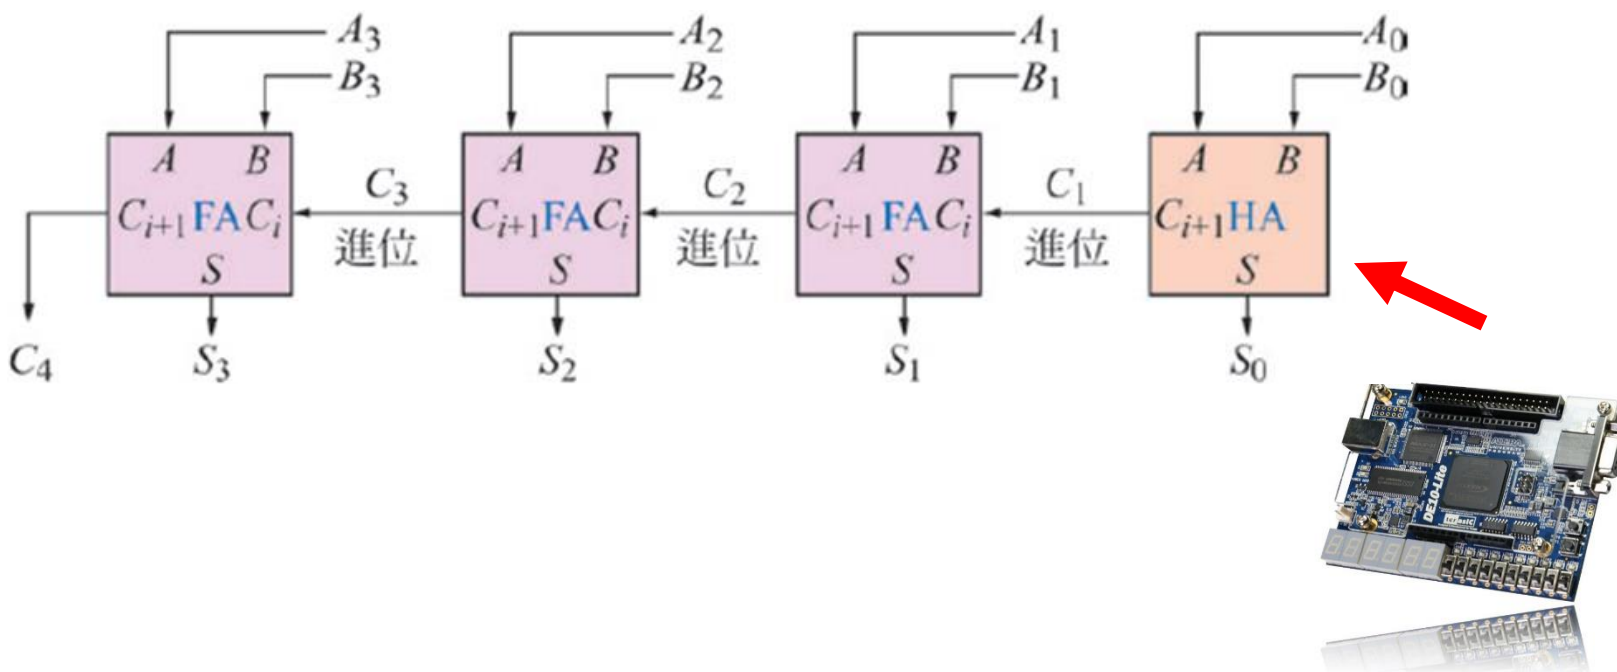 A₃ A₂ A₁ A₀
B₃ B₂ B₁ B₀
A B A B A B A B
C₃ C₂ C₁
Cᵢ₊₁ FA Cᵢ Cᵢ₊₁ FA Cᵢ Cᵢ₊₁ FA Cᵢ Cᵢ₊₁ HA
進位 進位 進位
S S S S
C₄ S₃ S₂ S₁ S₀
DE10-Lite
terasic